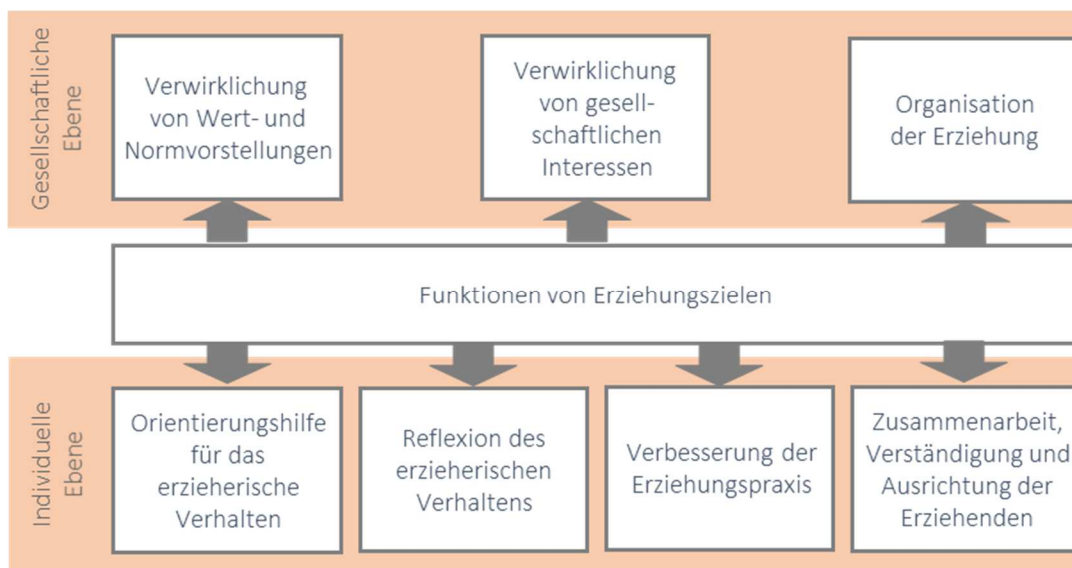 Gesellschaftliche
Ebene
Verwirklichung
von Wert- und
Normvorstellungen
Verwirklichung
von gesell-
schaftlichen
Interessen
Organisation
der Erziehung
Funktionen von Erziehungszielen
Individuelle
Ebene
Orientierungshilfe
für das
erzieherische
Verhalten
Reflexion des
erzieherischen
Verhaltens
Verbesserung der
Erziehungspraxis
Zusammenarbeit,
Verständigung und
Ausrichtung der
Erziehenden